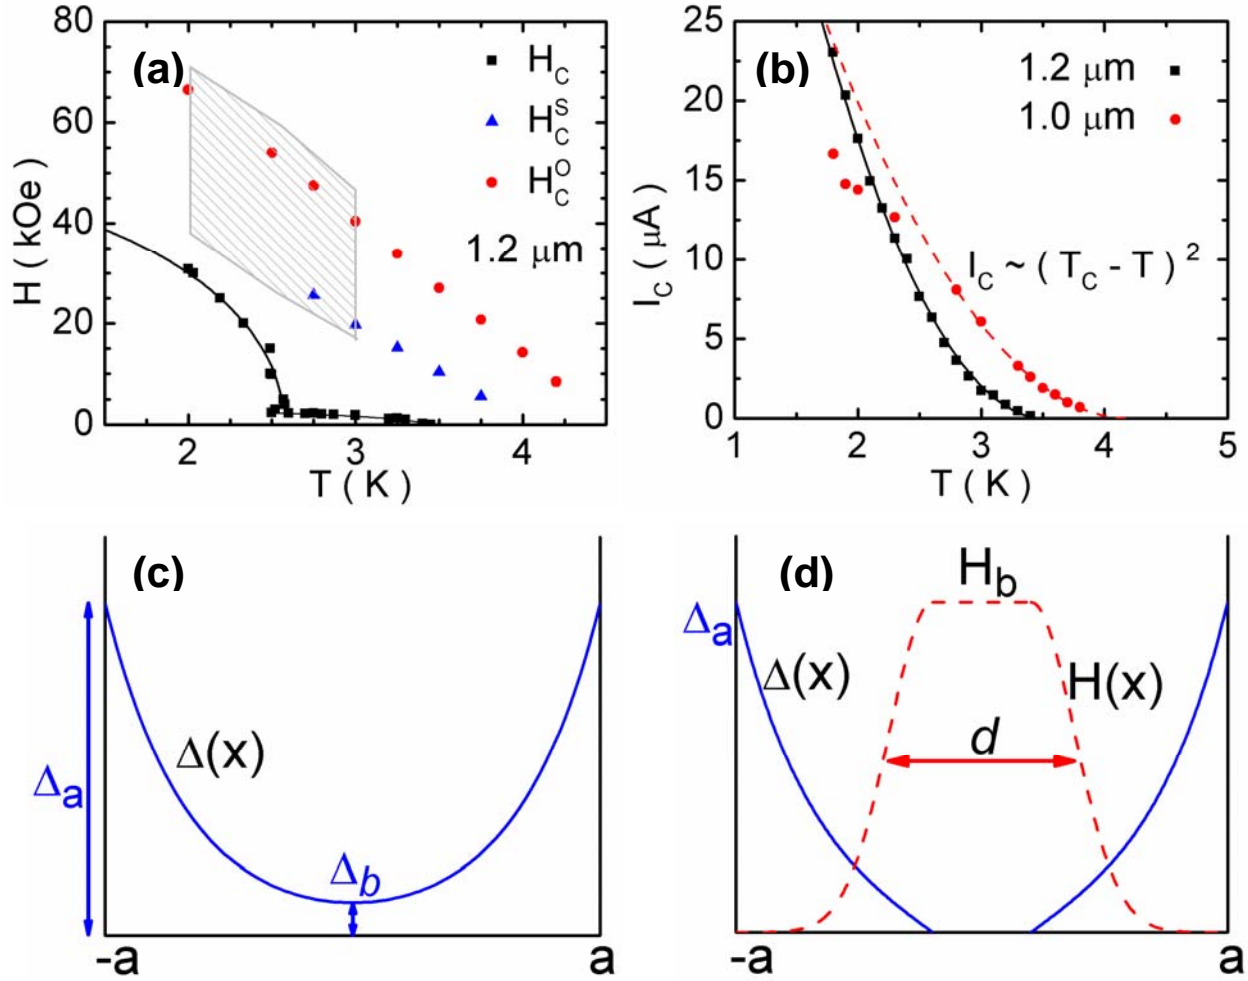 (a)
H_C
H_C^S
H_C^O
1.2 μm
80
60
40
20
0
2
3
4
H ( kOe )
T ( K )
(b)
1.2 μm
1.0 μm
I_C ~ ( T_C - T )^2
25
20
15
10
5
0
1
2
3
4
5
I_C ( μA )
T ( K )
(c)
Δ_a
Δ(x)
Δ_b
-a
a
(d)
H_b
Δ_a
Δ(x)
H(x)
d
-a
a